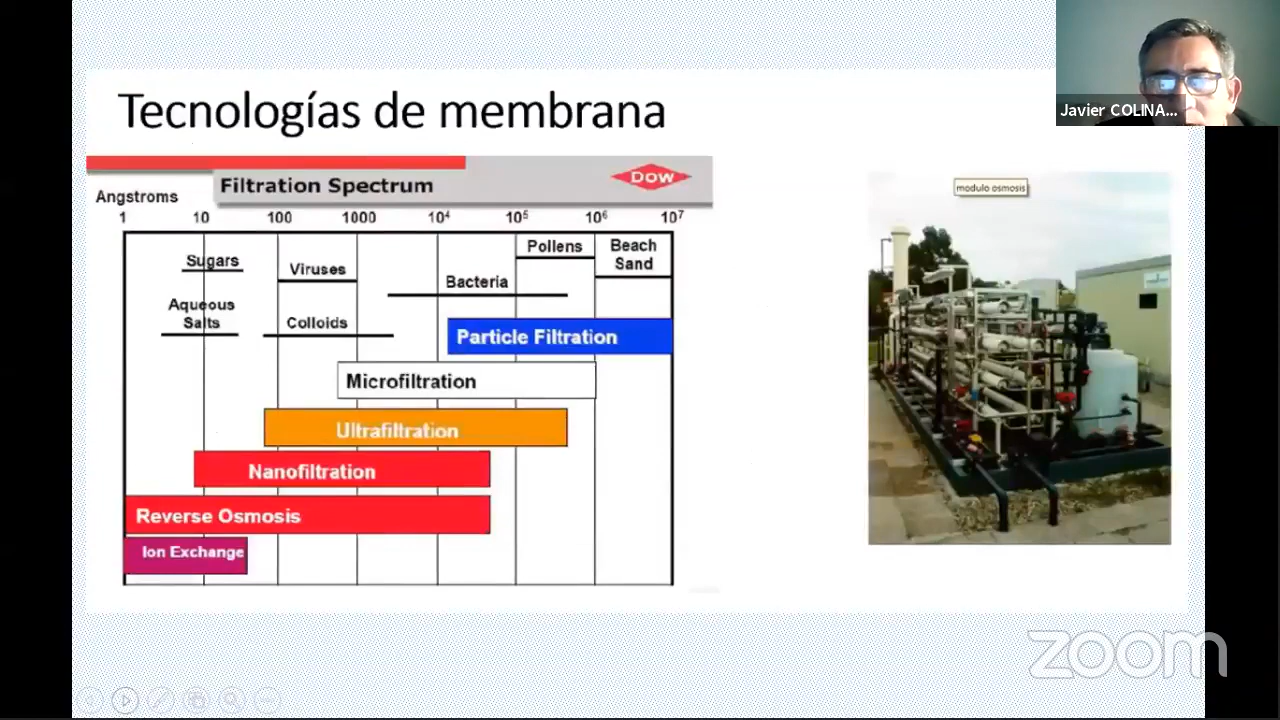 Javier COLINA...
Tecnologías de membrana
DOW
Filtration Spectrum
Angstroms
1 10 100 1000 10⁴ 10⁵ 10⁶ 10⁷
Pollens
Beach
Sand
Sugars
Viruses
Bacteria
Aqueous
Salts
Colloids
Particle Filtration
Microfiltration
Ultrafiltration
Nanofiltration
Reverse Osmosis
Ion Exchange
modulo osmosis
zoom